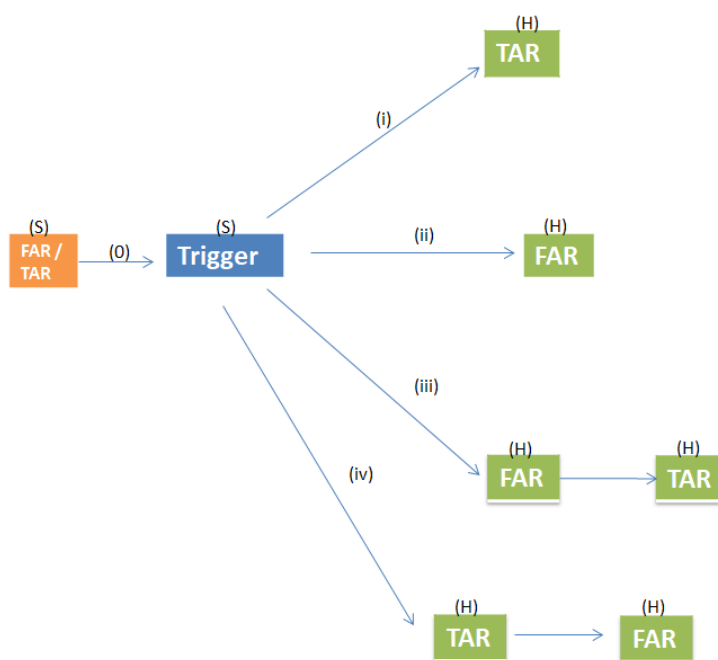 (H)
TAR
(i)
(S)
FAR /
TAR
(0)
(S)
Trigger
(ii)
(H)
FAR
(iii)
(H)
FAR
(H)
TAR
(iv)
(H)
TAR
(H)
FAR